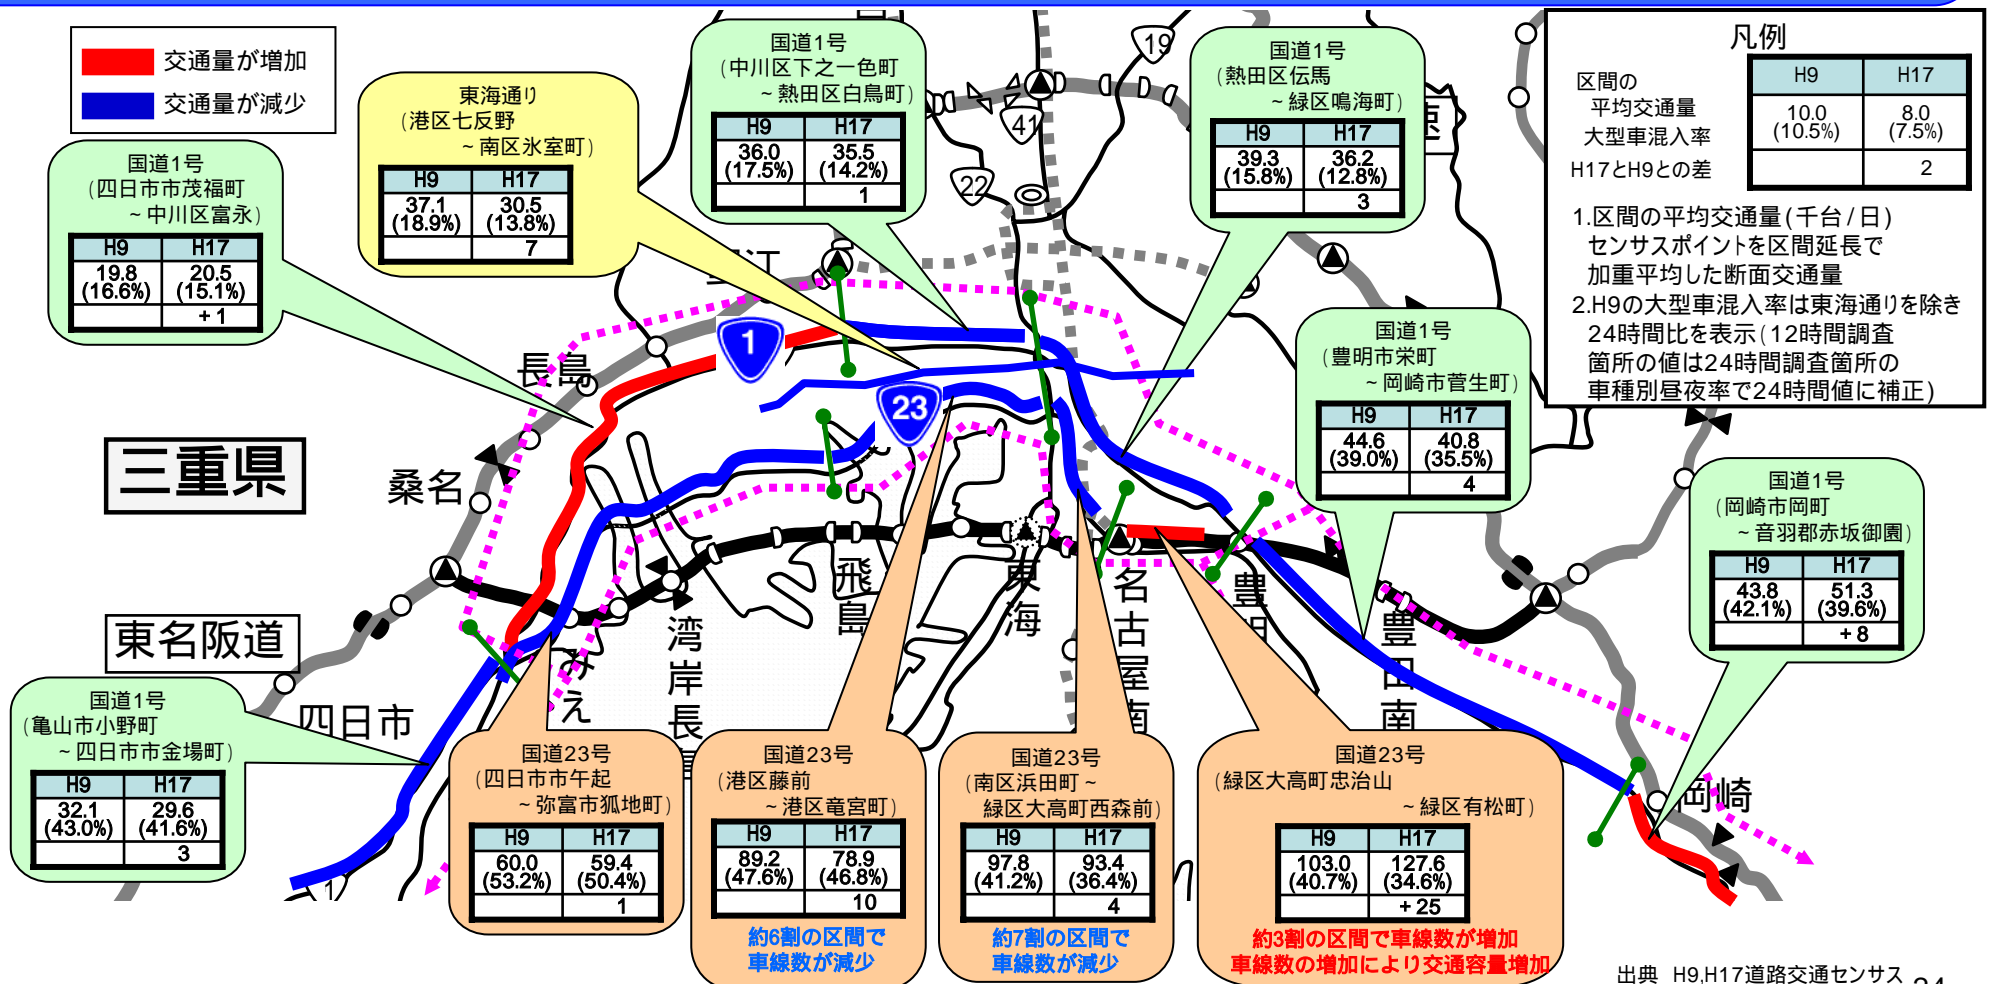 交通量が増加
交通量が減少
国道1号
(四日市市茂福町
~中川区富永)
H9 H17
19.8 20.5
(16.6%) (15.1%)
+1
東海通り
(港区七反野
~南区氷室町)
H9 H17
37.1 30.5
(18.9%) (13.8%)
7
国道1号
(中川区下之一色町
~熱田区白鳥町)
H9 H17
36.0 35.5
(17.5%) (14.2%)
1
国道1号
(熱田区伝馬
~緑区鳴海町)
H9 H17
39.3 36.2
(15.8%) (12.8%)
3
凡例
H9 H17
区間の
平均交通量
大型車混入率
10.0 8.0
(10.5%) (7.5%)
H17とH9との差
2
1.区間の平均交通量(千台/日)
センサスポイントを区間延長で
加重平均した断面交通量
2.H9の大型車混入率は東海通りを除き
24時間比を表示(12時間調査
箇所の値は24時間調査箇所の
車種別昼夜率で24時間値に補正)
19
41
22
速
1
23
長島
桑名
三重県
東名阪道
四日市
みえ
湾岸長
飛島
東海
名古屋南
豊明
豊田南
岡崎
国道1号
(豊明市栄町
~岡崎市菅生町)
H9 H17
44.6 40.8
(39.0%) (35.5%)
4
国道1号
(岡崎市岡町
~音羽郡赤坂御園)
H9 H17
43.8 51.3
(42.1%) (39.6%)
+8
国道1号
(亀山市小野町
~四日市市金場町)
H9 H17
32.1 29.6
(43.0%) (41.6%)
3
1
国道23号
(四日市市午起
~弥富市狐地町)
H9 H17
60.0 59.4
(53.2%) (50.4%)
1
国道23号
(港区藤前
~港区竜宮町)
H9 H17
89.2 78.9
(47.6%) (46.8%)
10
約6割の区間で
車線数が減少
国道23号
(南区浜田町~
緑区大高町西森前)
H9 H17
97.8 93.4
(41.2%) (36.4%)
4
約7割の区間で
車線数が減少
国道23号
(緑区大高町忠治山
~緑区有松町)
H9 H17
103.0 127.6
(40.7%) (34.6%)
+25
約3割の区間で車線数が増加
車線数の増加により交通容量増加
出典 H9,H17道路交通センサス